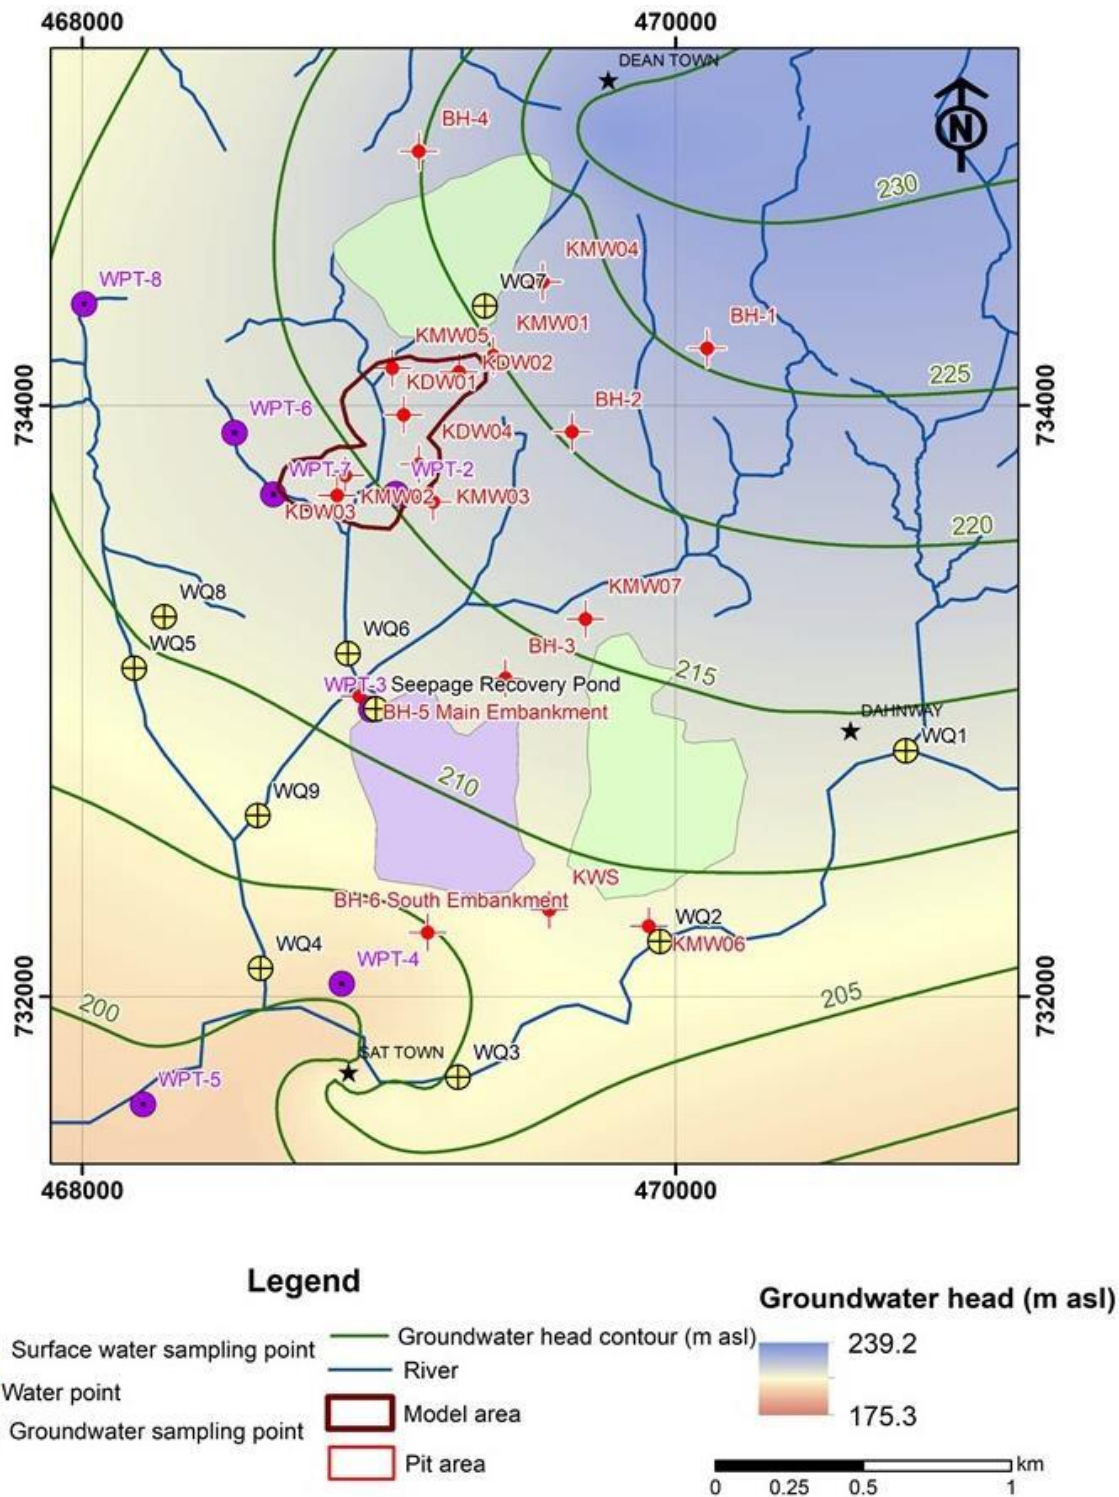 468000 470000
DEAN TOWN
N
BH-4
230
KMW04
WPT-8
WQ7
BH-1
KMW01
KMW05
KDW02
225
KDW01
734000 734000
BH-2
WPT-6
KDW04
WPT-7 WPT-2
KMW02 KMW03
KDW03
220
KMW07
WQ8
WQ6
WQ5
BH-3
215
WPT-3 Seepage Recovery Pond
BH-5 Main Embankment
DAHNWAY
WQ1
210
WQ9
KWS
BH-6 South Embankment
WQ2
KMW06
WQ4
WPT-4
732000 732000
205
200
SAT TOWN
WQ3
WPT-5
468000 470000
Legend
Surface water sampling point
Water point
Groundwater sampling point
Groundwater head contour (m asl)
River
Model area
Pit area
Groundwater head (m asl)
239.2
175.3
km
0 0.25 0.5 1